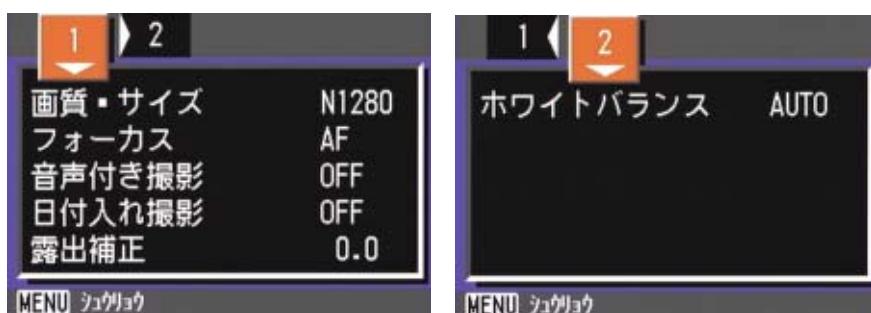 1 2
画質・サイズ N1280
フォーカス AF
音声付き撮影 OFF
日付入れ撮影 OFF
露出補正 0.0
MENU シュウリョウ
1 2
ホワイトバランス AUTO
MENU シュウリョウ